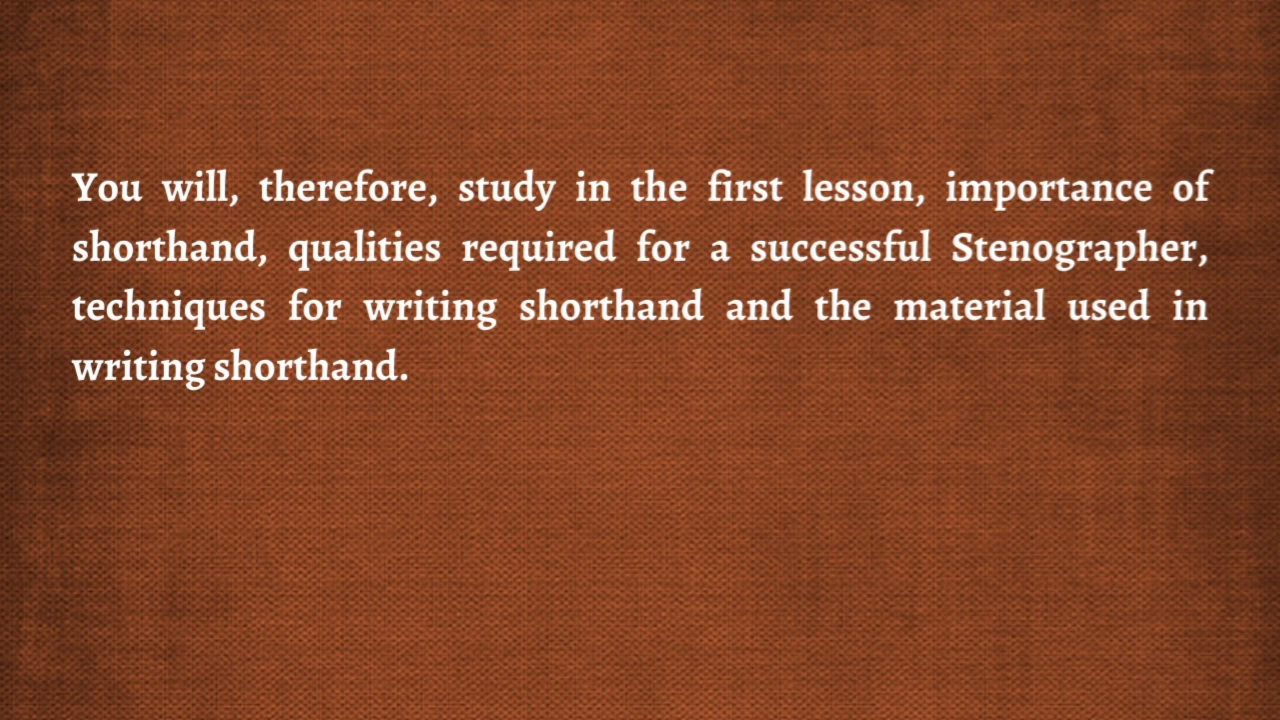 You will, therefore, study in the first lesson, importance of
shorthand, qualities required for a successful Stenographer,
techniques for writing shorthand and the material used in
writing shorthand.